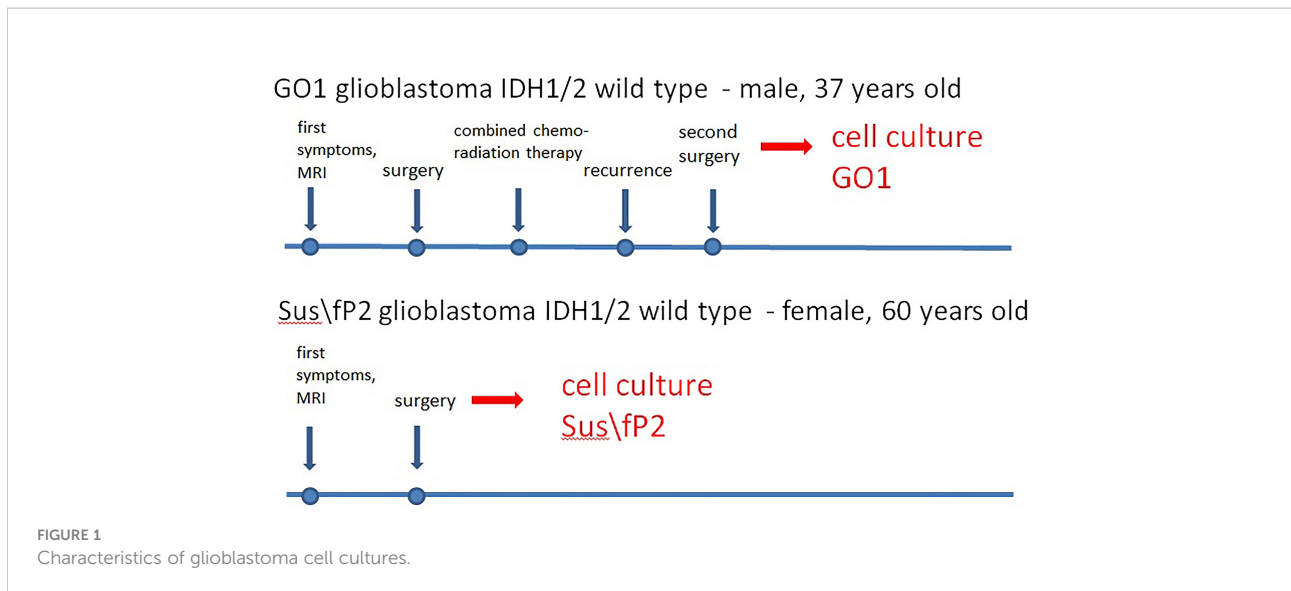 GO1 glioblastoma IDH1/2 wild type - male, 37 years old
first
symptoms,
MRI
surgery
combined chemo-
radiation therapy
recurrence
second
surgery
cell culture
GO1
Sus\fP2 glioblastoma IDH1/2 wild type - female, 60 years old
first
symptoms,
MRI
surgery
cell culture
Sus\fP2
FIGURE 1
Characteristics of glioblastoma cell cultures.